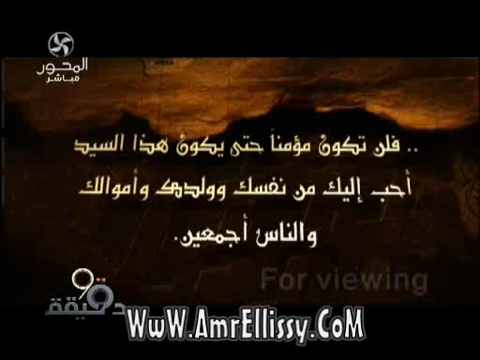 المحور
مباشر
.. فلن تكون مؤمناً حتى يكون هذا السيد
أحب إليك من نفسك وولدك وأموالك
والناس أجمعين.
For viewing
90 دقيقة
WwW.AmrEllissy.CoM